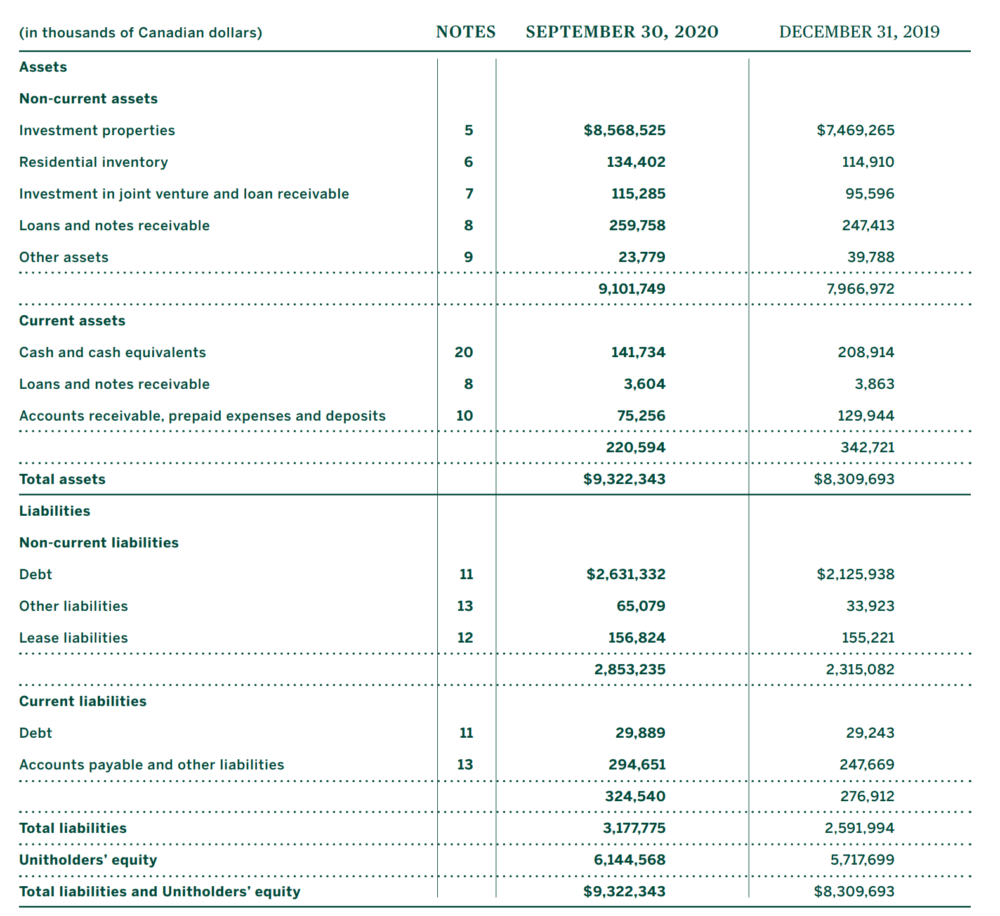 (in thousands of Canadian dollars) NOTES SEPTEMBER 30, 2020 DECEMBER 31, 2019
Assets
Non-current assets
Investment properties 5 $8,568,525 $7,469,265
Residential inventory 6 134,402 114,910
Investment in joint venture and loan receivable 7 115,285 95,596
Loans and notes receivable 8 259,758 247,413
Other assets 9 23,779 39,788
9,101,749 7,966,972
Current assets
Cash and cash equivalents 20 141,734 208,914
Loans and notes receivable 8 3,604 3,863
Accounts receivable, prepaid expenses and deposits 10 75,256 129,944
220,594 342,721
Total assets $9,322,343 $8,309,693
Liabilities
Non-current liabilities
Debt 11 $2,631,332 $2,125,938
Other liabilities 13 65,079 33,923
Lease liabilities 12 156,824 155,221
2,853,235 2,315,082
Current liabilities
Debt 11 29,889 29,243
Accounts payable and other liabilities 13 294,651 247,669
324,540 276,912
Total liabilities 3,177,775 2,591,994
Unitholders’ equity 6,144,568 5,717,699
Total liabilities and Unitholders’ equity $9,322,343 $8,309,693